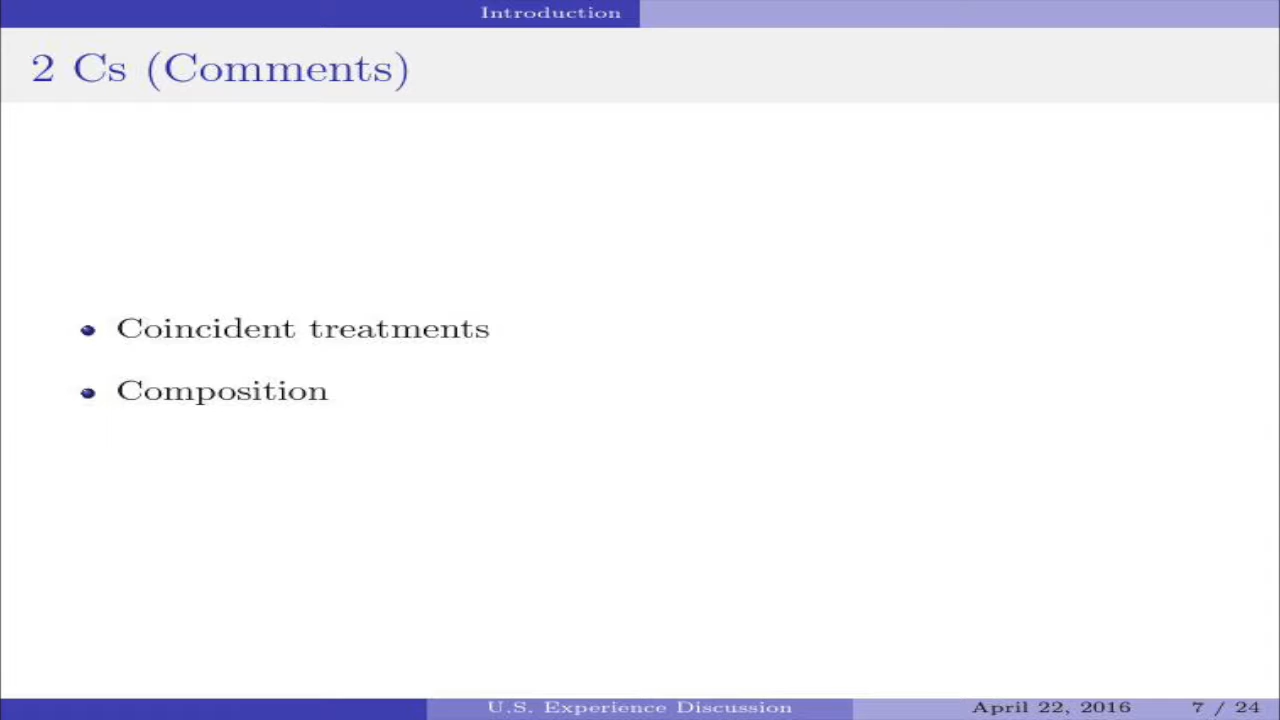 Introduction
2 Cs (Comments)
Coincident treatments
Composition
U.S. Experience Discussion
April 22, 2016
7 / 24